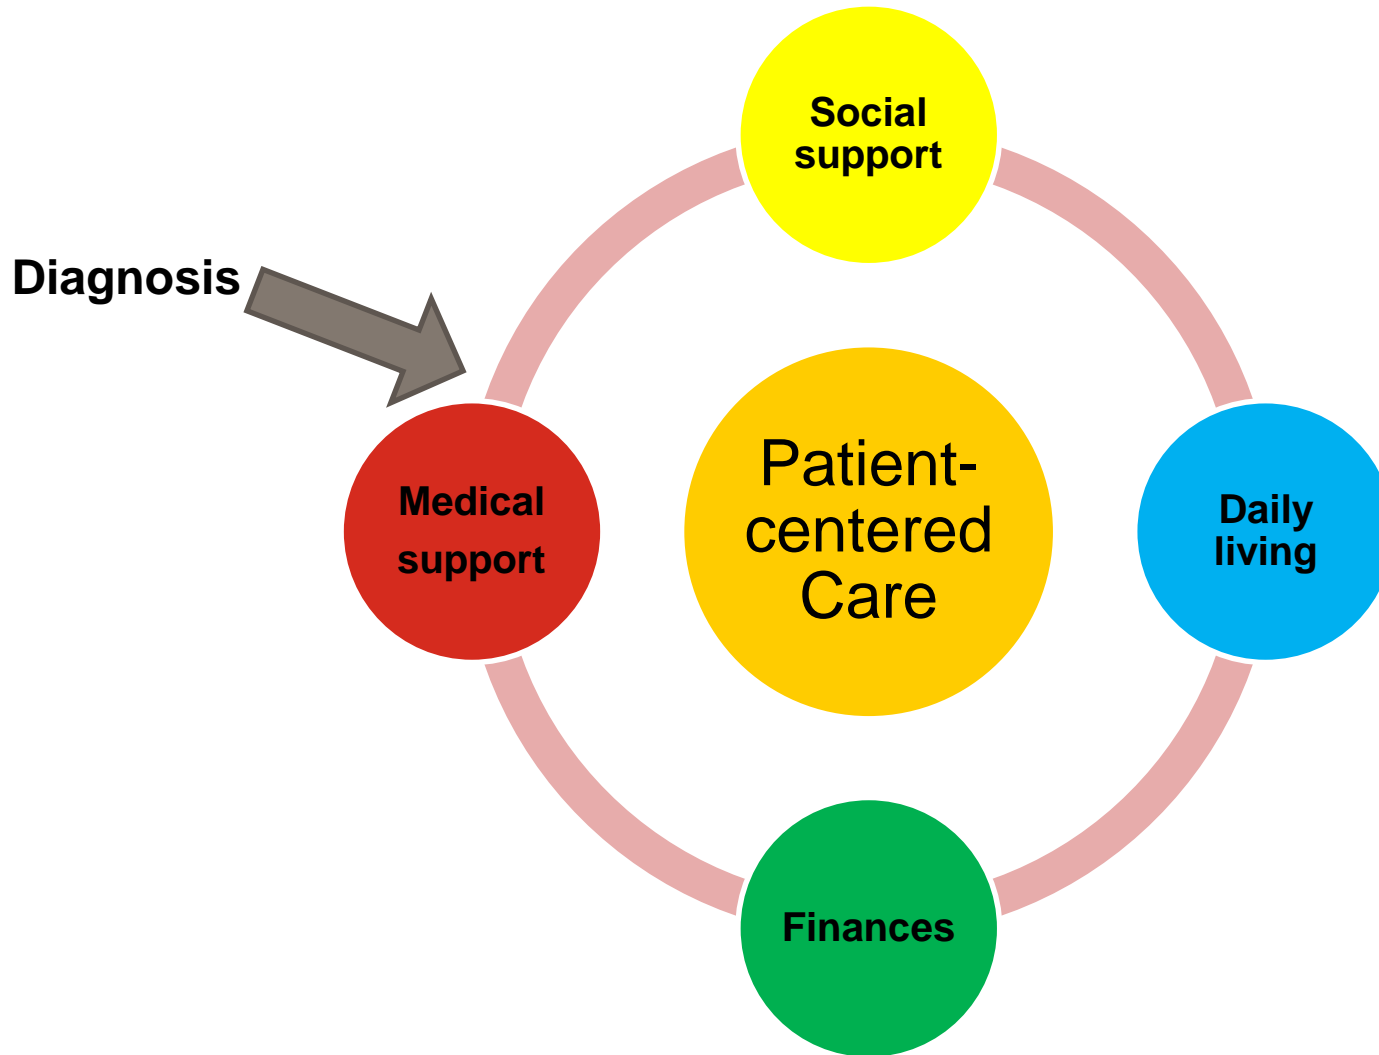 Social
support
Diagnosis
Medical
support
Patient-
centered
Care
Daily
living
Finances